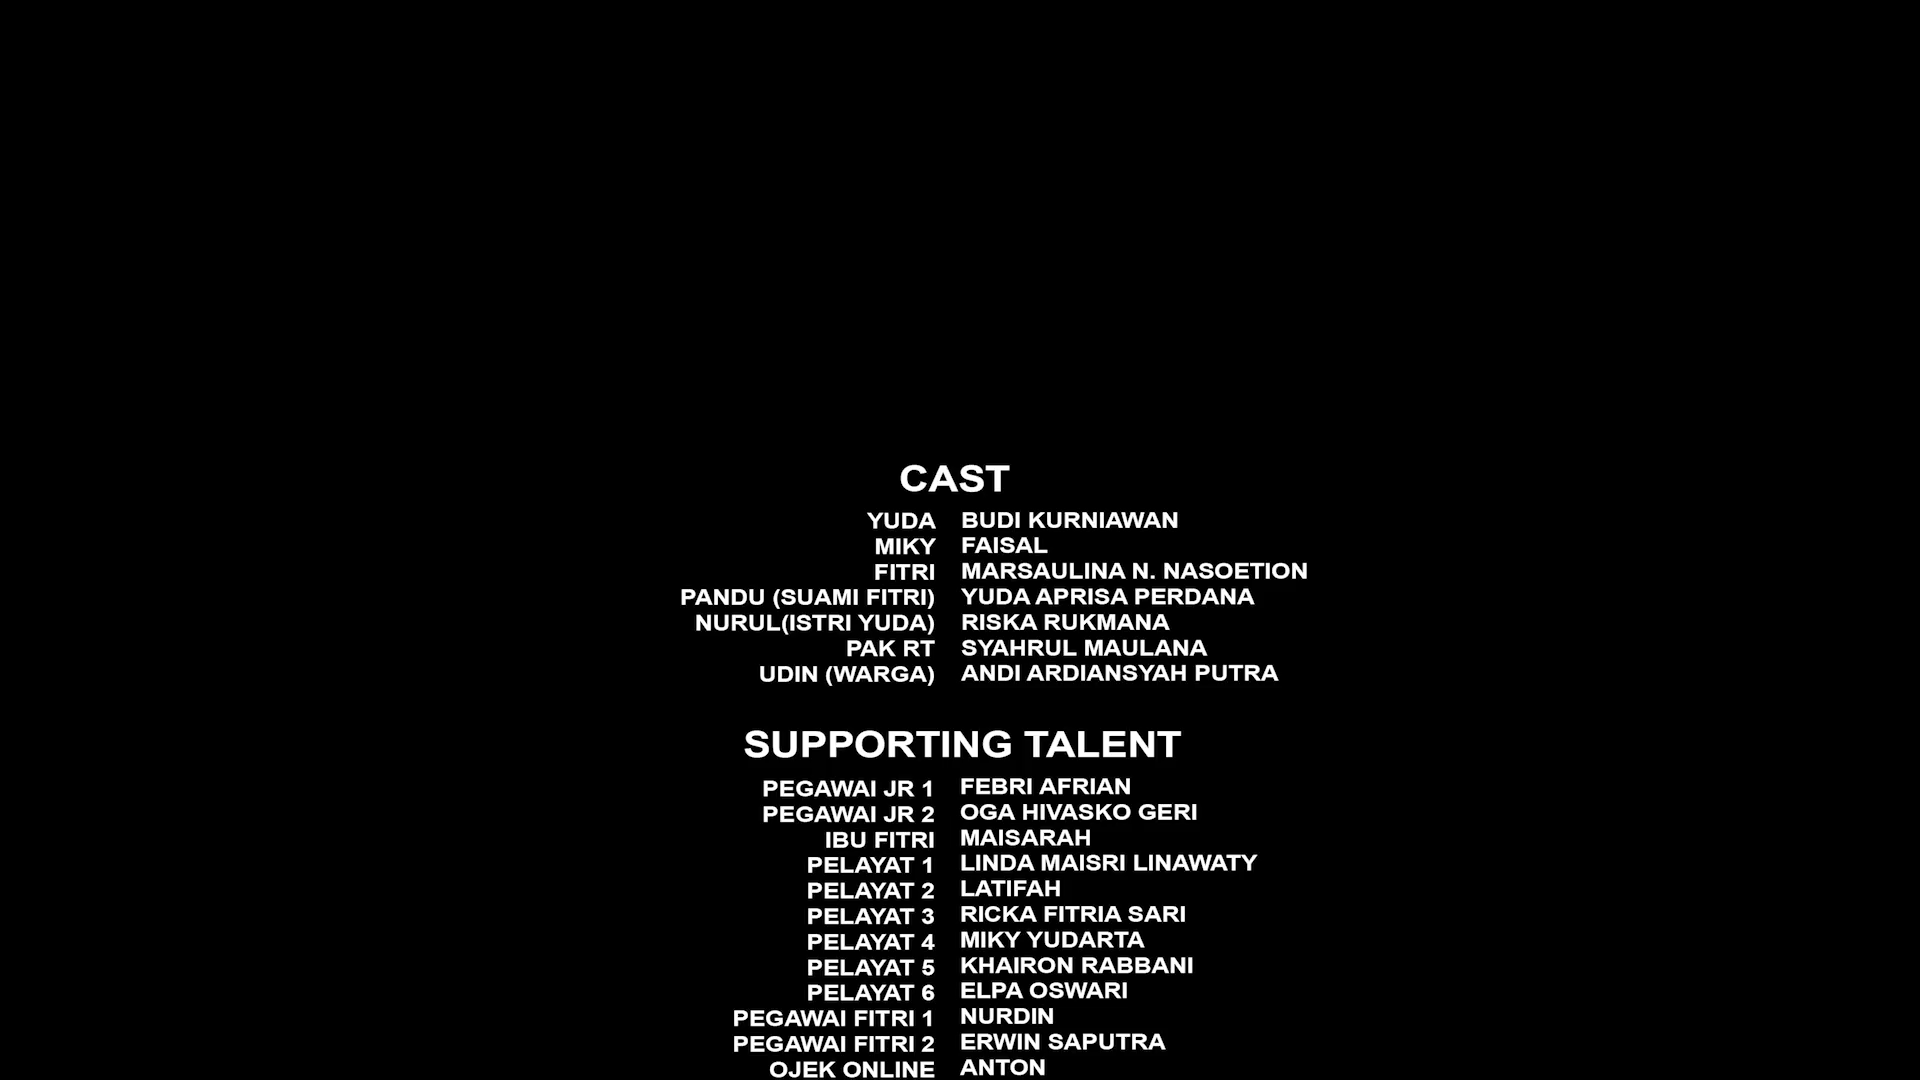 CAST
YUDA BUDI KURNIAWAN
MIKY FAISAL
FITRI MARSAULINA N. NASOETION
PANDU (SUAMI FITRI) YUDA APRISA PERDANA
NURUL(ISTRI YUDA) RISKA RUKMANA
PAK RT SYAHRUL MAULANA
UDIN (WARGA) ANDI ARDIANSYAH PUTRA
SUPPORTING TALENT
PEGAWAI JR 1 FEBRI AFRIAN
PEGAWAI JR 2 OGA HIVASKO GERI
IBU FITRI MAISARAH
PELAYAT 1 LINDA MAISRI LINAWATY
PELAYAT 2 LATIFAH
PELAYAT 3 RICKA FITRIA SARI
PELAYAT 4 MIKY YUDARTA
PELAYAT 5 KHAIRON RABBANI
PELAYAT 6 ELPA OSWARI
PEGAWAI FITRI 1 NURDIN
PEGAWAI FITRI 2 ERWIN SAPUTRA
OJEK ONLINE ANTON